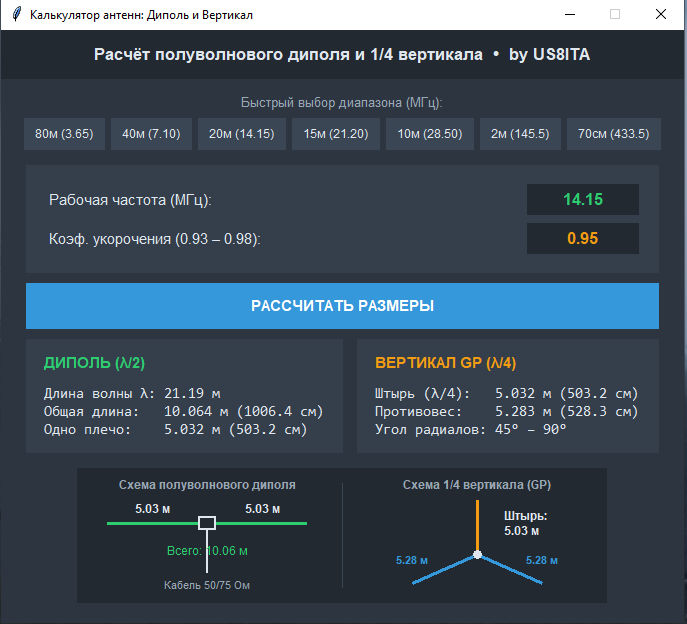 Калькулятор антенн: Диполь и Вертикал
Расчёт полуволнового диполя и 1/4 вертикала • by US8ITA
Быстрый выбор диапазона (МГц):
80м (3.65) 40м (7.10) 20м (14.15) 15м (21.20) 10м (28.50) 2м (145.5) 70см (433.5)
Рабочая частота (МГц): 14.15
Коэф. укорочения (0.93 – 0.98): 0.95
РАССЧИТАТЬ РАЗМЕРЫ
ДИПОЛЬ (λ/2)
Длина волны λ: 21.19 м
Общая длина: 10.064 м (1006.4 см)
Одно плечо: 5.032 м (503.2 см)
ВЕРТИКАЛ GP (λ/4)
Штырь (λ/4): 5.032 м (503.2 см)
Противовес: 5.283 м (528.3 см)
Угол радиалов: 45° – 90°
Схема полуволнового диполя
5.03 м 5.03 м
Всего: 10.06 м
Кабель 50/75 Ом
Схема 1/4 вертикала (GP)
Штырь:
5.03 м
5.28 м 5.28 м